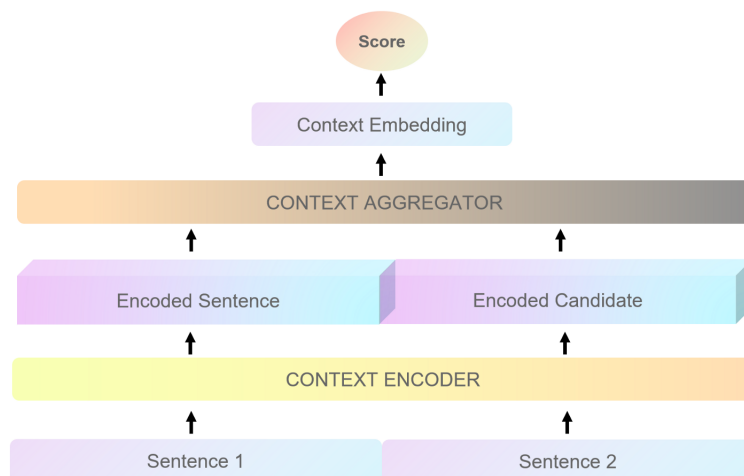 Score
Context Embedding
CONTEXT AGGREGATOR
Encoded Sentence
Encoded Candidate
CONTEXT ENCODER
Sentence 1
Sentence 2